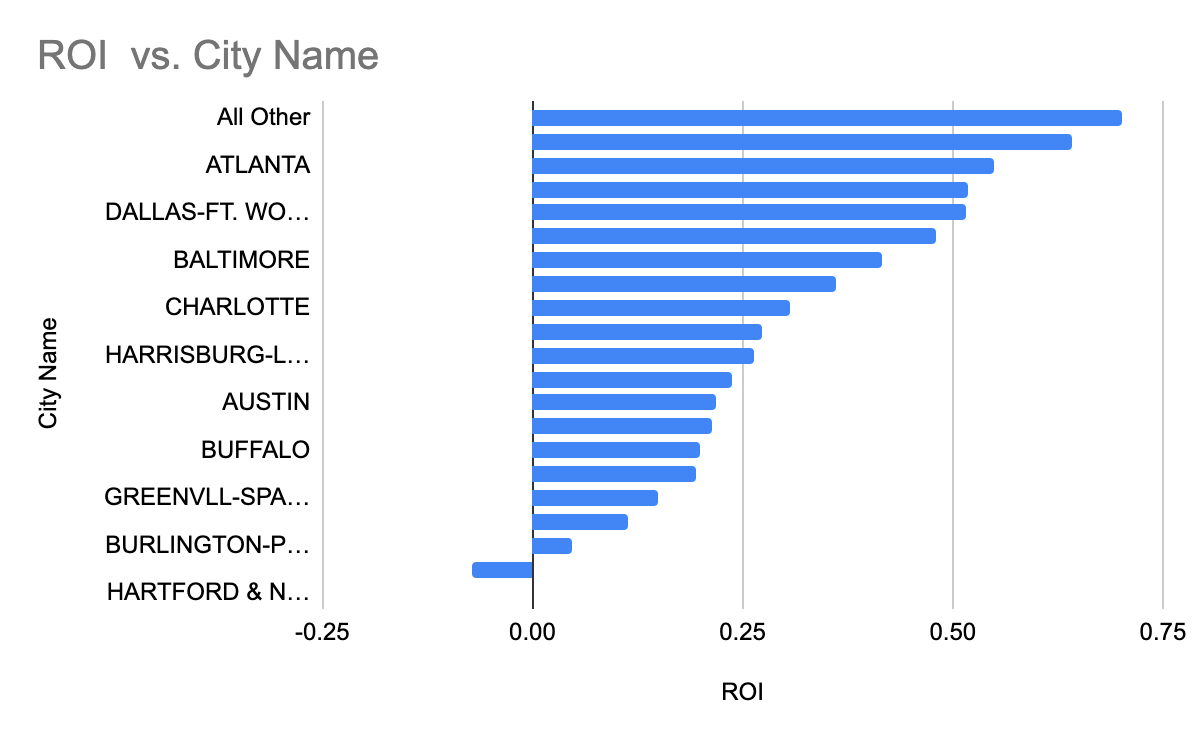 ROI  vs. City Name
All Other
ATLANTA
DALLAS-FT. WO…
BALTIMORE
CHARLOTTE
HARRISBURG-L…
AUSTIN
BUFFALO
GREENVLL-SPA…
BURLINGTON-P…
HARTFORD & N…
City Name
-0.25
0.00
0.25
0.50
0.75
ROI